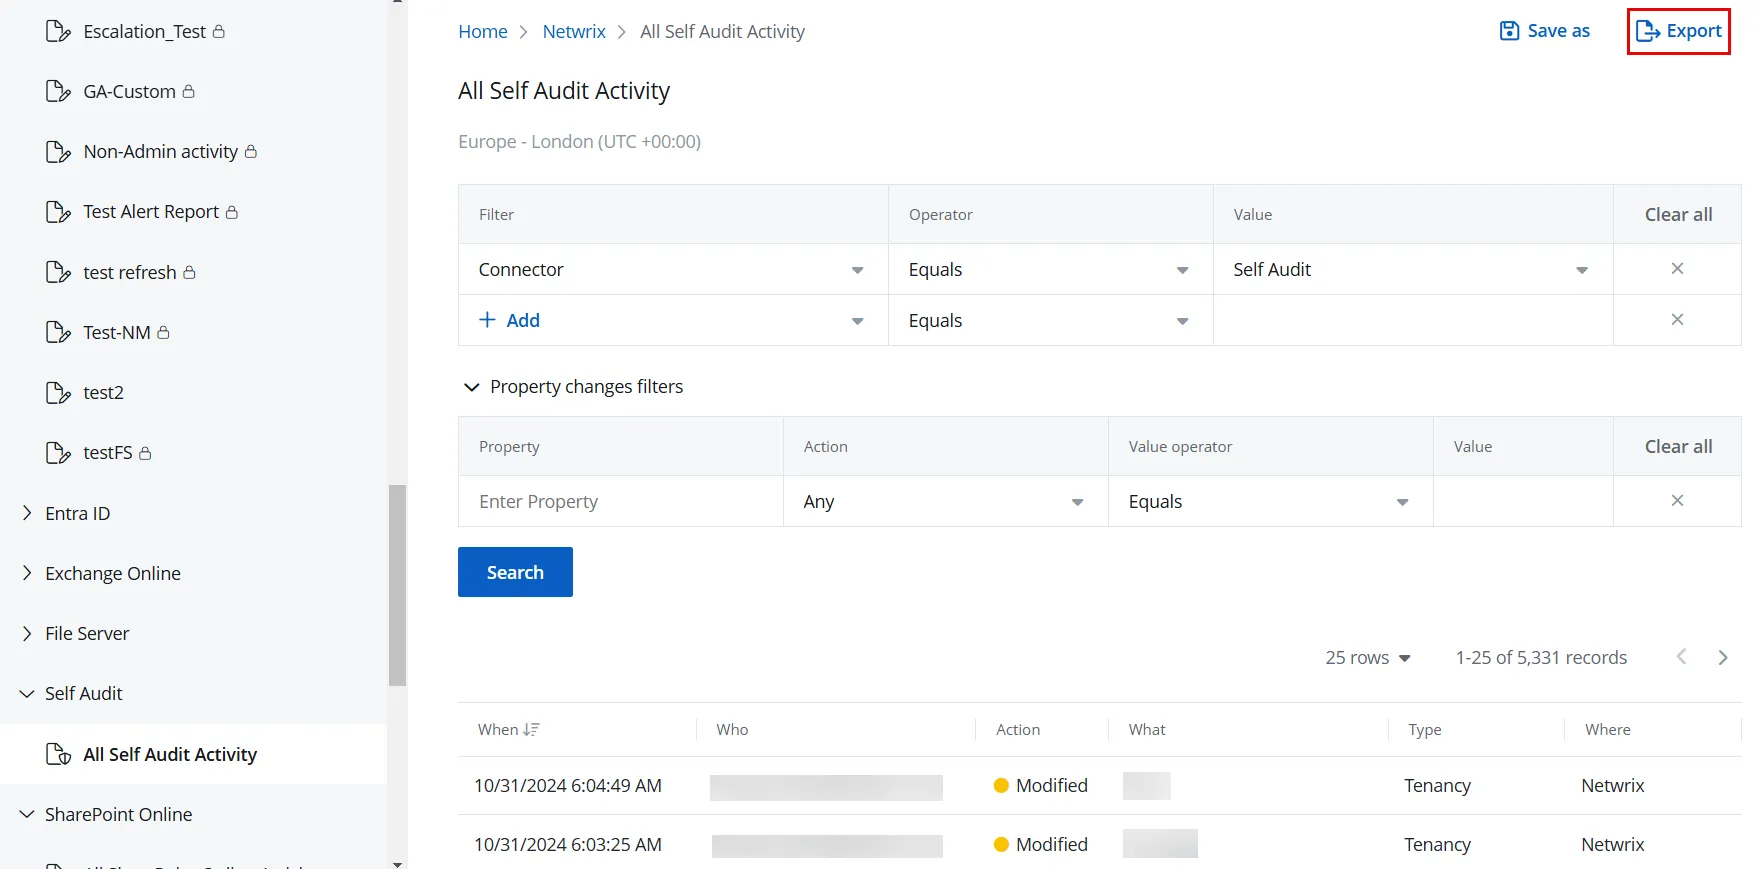 Escalation_Test
GA-Custom
Non-Admin activity
Test Alert Report
test refresh
Test-NM
test2
testFS
Entra ID
Exchange Online
File Server
Self Audit
All Self Audit Activity
SharePoint Online
Home > Netwrix > All Self Audit Activity
Save as
Export
All Self Audit Activity
Europe - London (UTC +00:00)
Filter Operator Value Clear all
Connector Equals Self Audit
+ Add Equals
Property changes filters
Property Action Value operator Value Clear all
Enter Property Any Equals
Search
25 rows 1-25 of 5,331 records
When Who Action What Type Where
10/31/2024 6:04:49 AM Modified Tenancy Netwrix
10/31/2024 6:03:25 AM Modified Tenancy Netwrix